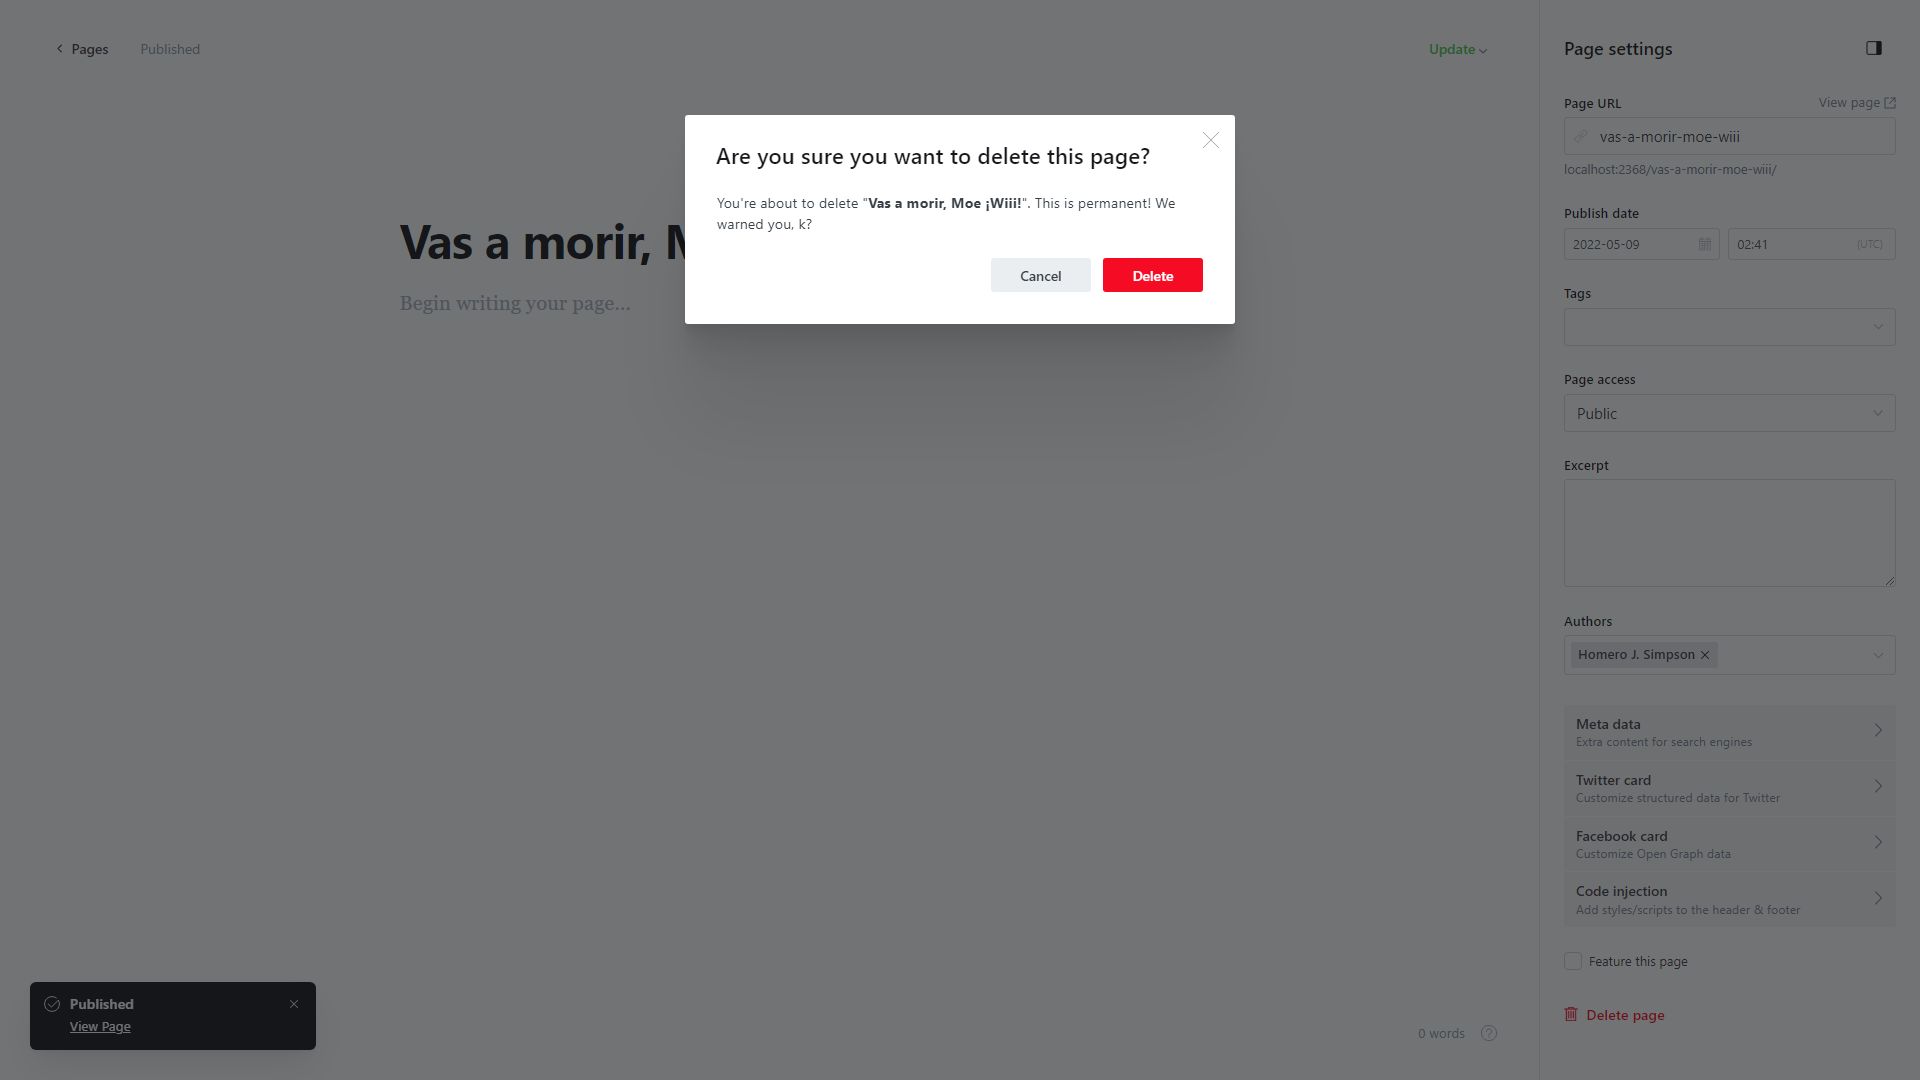 Pages
Published
Update
Page settings
Are you sure you want to delete this page?
You're about to delete "Vas a morir, Moe ¡Wiii!". This is permanent! We
warned you, k?
Cancel
Delete
Vas a morir, M
Begin writing your page...
Page URL
View page
vas-a-morir-moe-wiii
localhost:2368/vas-a-morir-moe-wiii/
Publish date
2022-05-09
02:41
(UTC)
Tags
Page access
Public
Excerpt
Authors
Homero J. Simpson
Meta data
Extra content for search engines
Twitter card
Customize structured data for Twitter
Facebook card
Customize Open Graph data
Code injection
Add styles/scripts to the header & footer
Feature this page
Delete page
Published
View Page
0 words